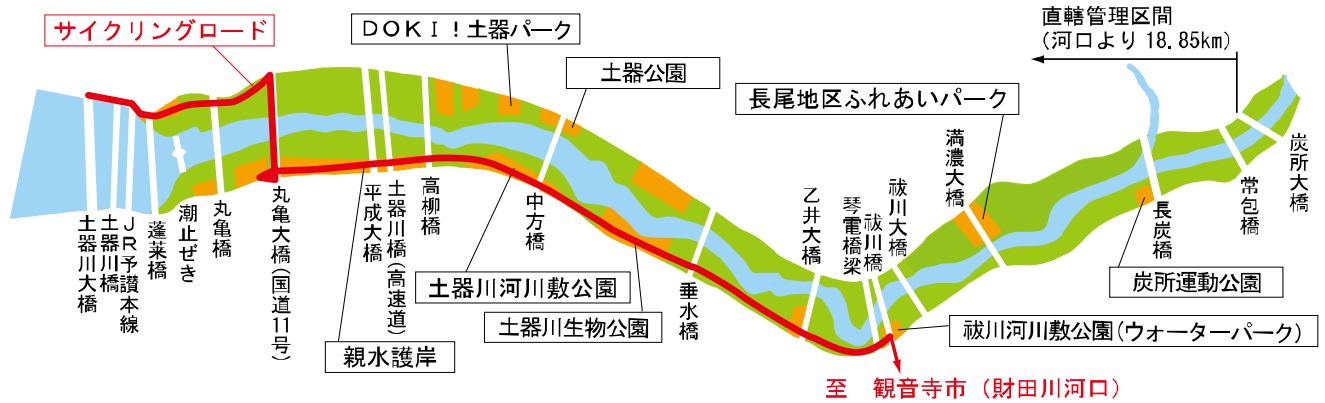 サイクリングロード
DOKI！土器パーク
土器公園
長尾地区ふれあいパーク
直轄管理区間
(河口より 18.85km)
土器川大橋
土器川橋
ＪＲ予讃本線
蓬莱橋
潮止ぜき
丸亀橋
丸亀大橋(国道11号)
平成大橋
土器川橋(高速道)
高柳橋
中方橋
垂水橋
乙井大橋
琴電橋梁
祓川橋
祓川大橋
満濃大橋
長炭橋
常包橋
炭所大橋
土器川河川敷公園
土器川生物公園
親水護岸
炭所運動公園
祓川河川敷公園(ウォーターパーク)
至 観音寺市（財田川河口）